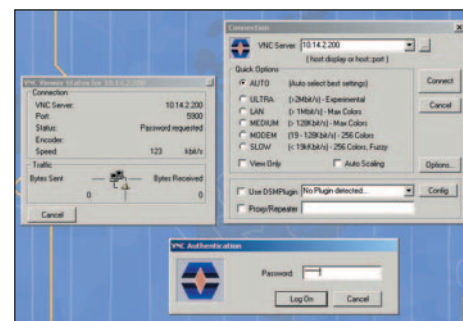 VNC Viewer Status for 10.14.2.200
Connection
VNC Server: 10.14.2.200
Port: 5900
Status: Password requested
Encoder:
Speed 123 kbit/s
Traffic
Bytes Sent Bytes Received
0 0
Cancel
Connection
VNC Server: 10.14.2.200 ...
( host display or host::port )
Quick Options
AUTO (Auto select best settings)
ULTRA (>2Mbit/s) - Experimental
LAN (> 1Mbit/s) - Max Colors
MEDIUM (> 128Kbit/s) - Max Colors
MODEM (19 - 128Kbit/s) - 256 Colors
SLOW (< 19kKbit/s) - 256 Colors, Fuzzy
View Only Auto Scaling
Use DSMPlugin No Plugin detected...
Proxy/Repeater
Connect
Cancel
Options...
Config
VNC Authentication
Password
Log On Cancel